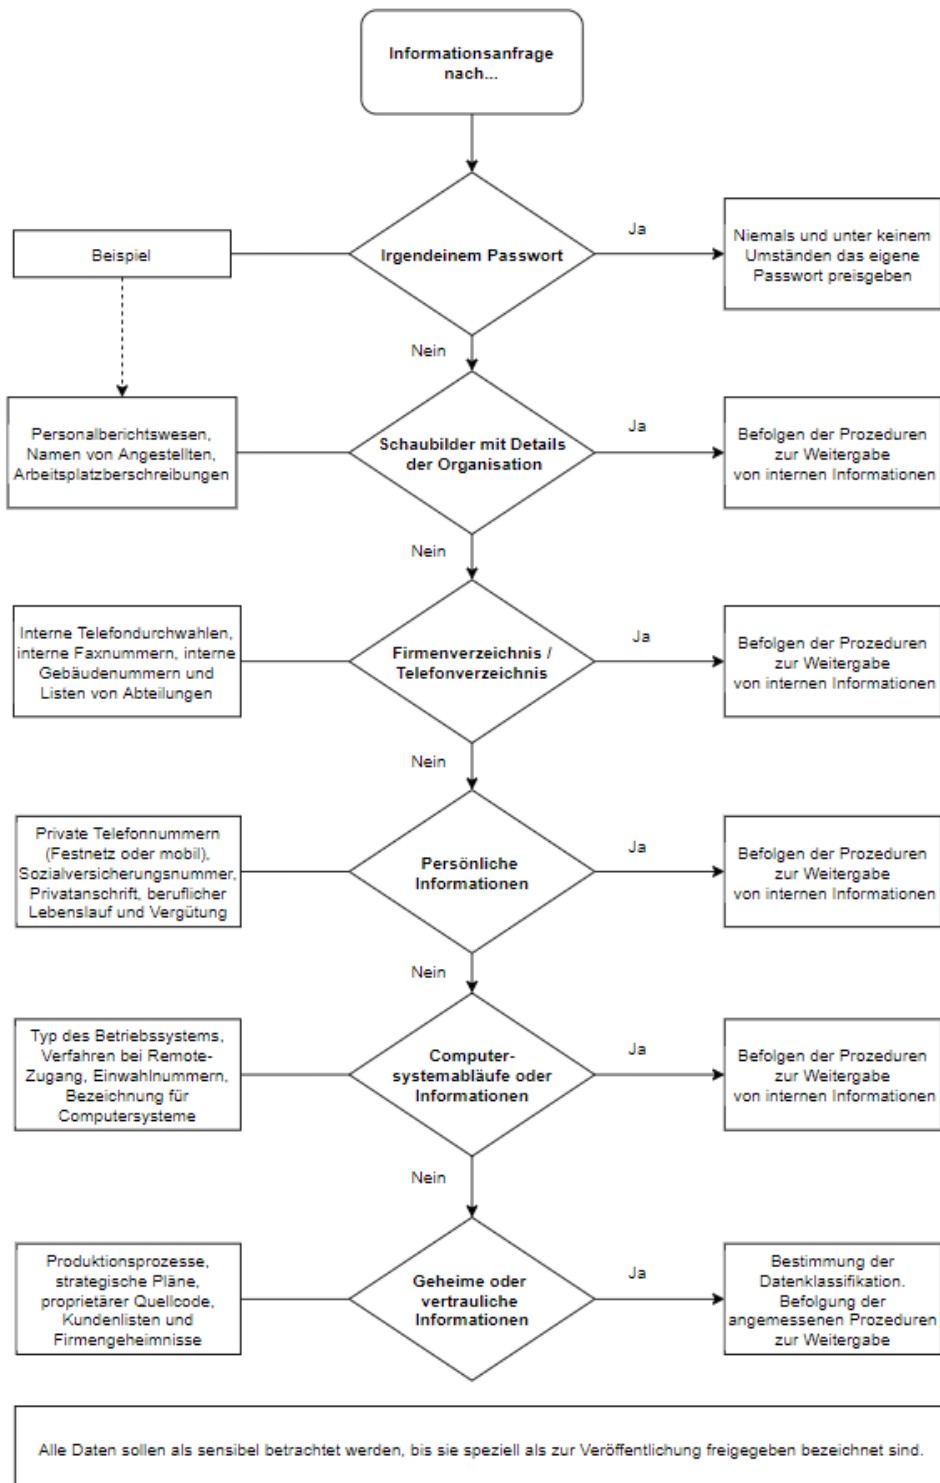 Informationsanfrage
nach...
Irgendeinem Passwort
Ja
Niemals und unter keinem
Umständen das eigene
Passwort preisgeben
Beispiel
Nein
Personalberichtswesen,
Namen von Angestellten,
Arbeitsplatzberschreibungen
Schaubilder mit Details
der Organisation
Ja
Befolgen der Prozeduren
zur Weitergabe
von internen Informationen
Nein
Interne Telefondurchwahlen,
interne Faxnummern, interne
Gebäudenummern und
Listen von Abteilungen
Firmenverzeichnis /
Telefonverzeichnis
Ja
Befolgen der Prozeduren
zur Weitergabe
von internen Informationen
Nein
Private Telefonnummern
(Festnetz oder mobil),
Sozialversicherungsnummer,
Privatanschrift, beruflicher
Lebenslauf und Vergütung
Persönliche
Informationen
Ja
Befolgen der Prozeduren
zur Weitergabe
von internen Informationen
Nein
Typ des Betriebssystems,
Verfahren bei Remote-
Zugang, Einwahlnummern,
Bezeichnung für
Computersysteme
Computer-
systemabläufe oder
Informationen
Ja
Befolgen der Prozeduren
zur Weitergabe
von internen Informationen
Nein
Produktionsprozesse,
strategische Pläne,
proprietärer Quellcode,
Kundenlisten und
Firmengeheimnisse
Geheime oder
vertrauliche
Informationen
Ja
Bestimmung der
Datenklassifikation.
Befolgung der
angemessenen Prozeduren
zur Weitergabe
Alle Daten sollen als sensibel betrachtet werden, bis sie speziell als zur Veröffentlichung freigegeben bezeichnet sind.